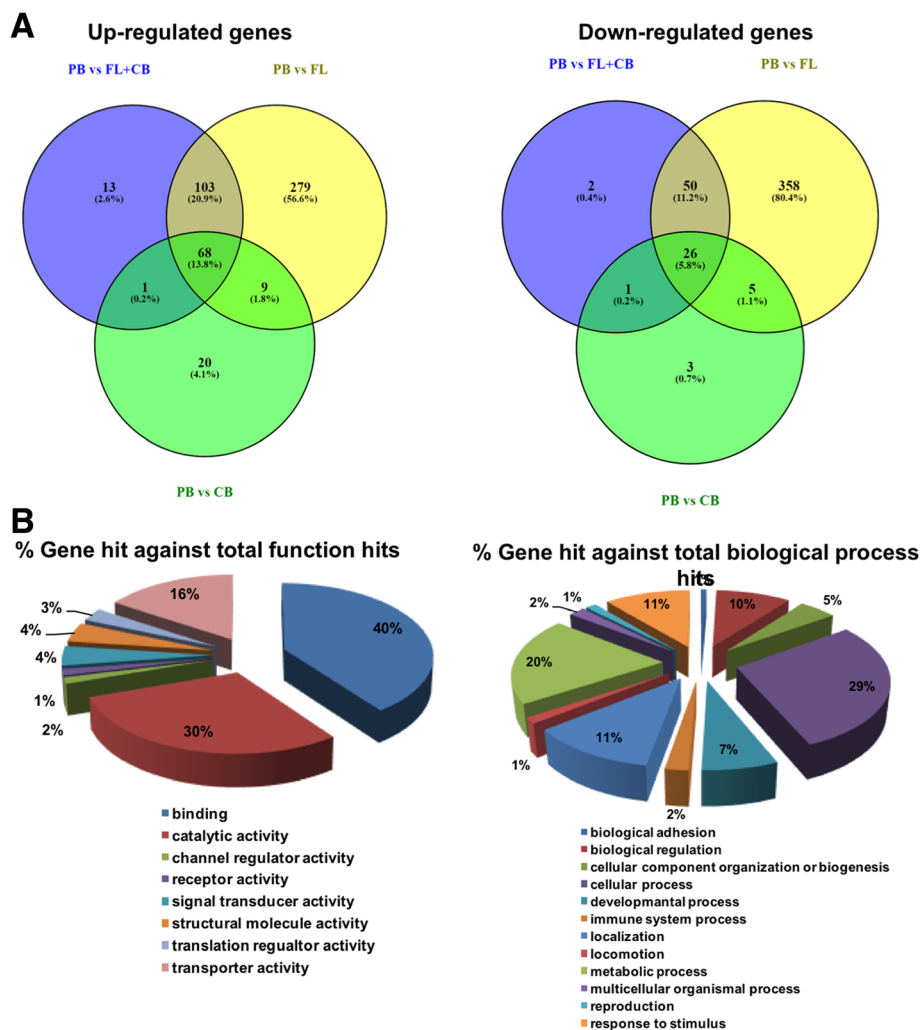 A
Up-regulated genes
PB vs FL+CB
PB vs FL
13
(2.6%)
103
(20.9%)
279
(56.6%)
68
(13.8%)
1
(0.2%)
9
(1.8%)
20
(4.1%)
PB vs CB
Down-regulated genes
PB vs FL+CB
PB vs FL
2
(0.4%)
50
(11.2%)
358
(80.4%)
26
(5.8%)
1
(0.2%)
5
(1.1%)
3
(0.7%)
PB vs CB
B
% Gene hit against total function hits
16%
40%
3%
4%
4%
1%
2%
30%
binding
catalytic activity
channel regulator activity
receptor activity
signal transducer activity
structural molecule activity
translation regualtor activity
transporter activity
% Gene hit against total biological process
hits
11%
10%
5%
1%
2%
20%
29%
11%
7%
1%
2%
biological adhesion
biological regulation
cellular component organization or biogenesis
cellular process
developmantal process
immune system process
localization
locomotion
metabolic process
multicellular organismal process
reproduction
response to stimulus